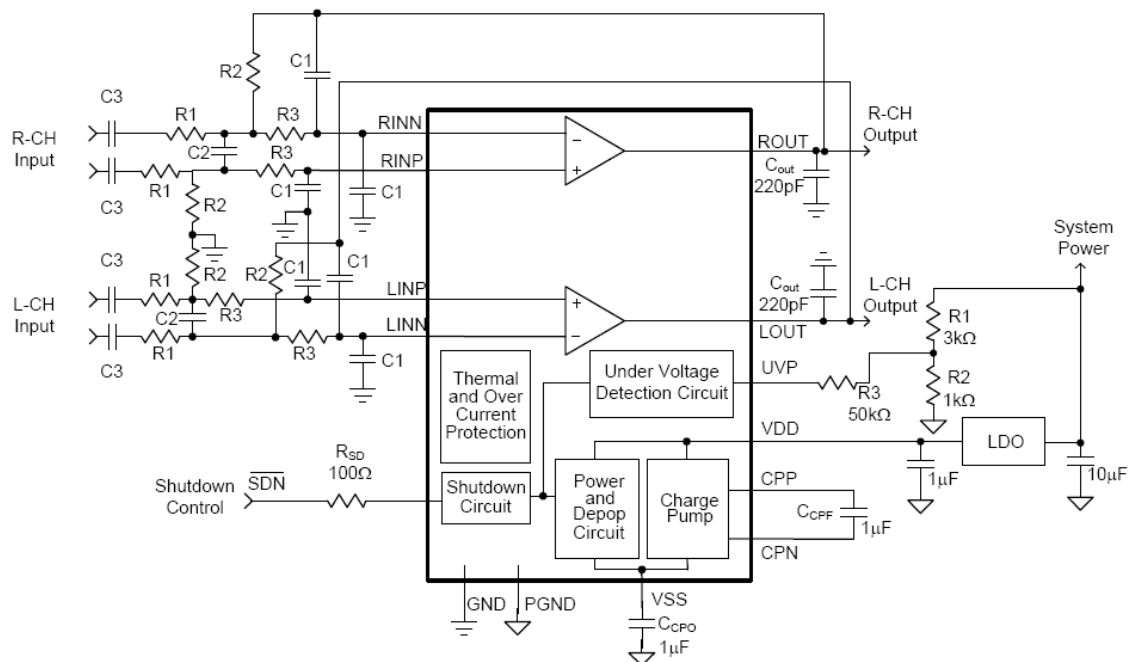 R2
C1
C3
R1
R3
RINN
R-CH
Input
C2
R3
RINP
R1
C3
R2
C1
C1
ROUT
R-CH
Output
Cout
220pF
System
Power
C3
R1
R2
R3
R2
C1
C1
LINP
L-CH
Input
C2
R1
R3
LINN
C3
C1
Cout
220pF
L-CH
Output
LOUT
R1
3kΩ
UVP
R3
50kΩ
R2
1kΩ
Thermal
and Over
Current
Protection
Under Voltage
Detection Circuit
VDD
LDO
1μF
10μF
Shutdown
Control
SDN
RSD
100Ω
Shutdown
Circuit
Power
and
Depop
Circuit
Charge
Pump
CPP
CCPF
1μF
CPN
GND
PGND
VSS
CCPO
1μF
− 
+
+
−